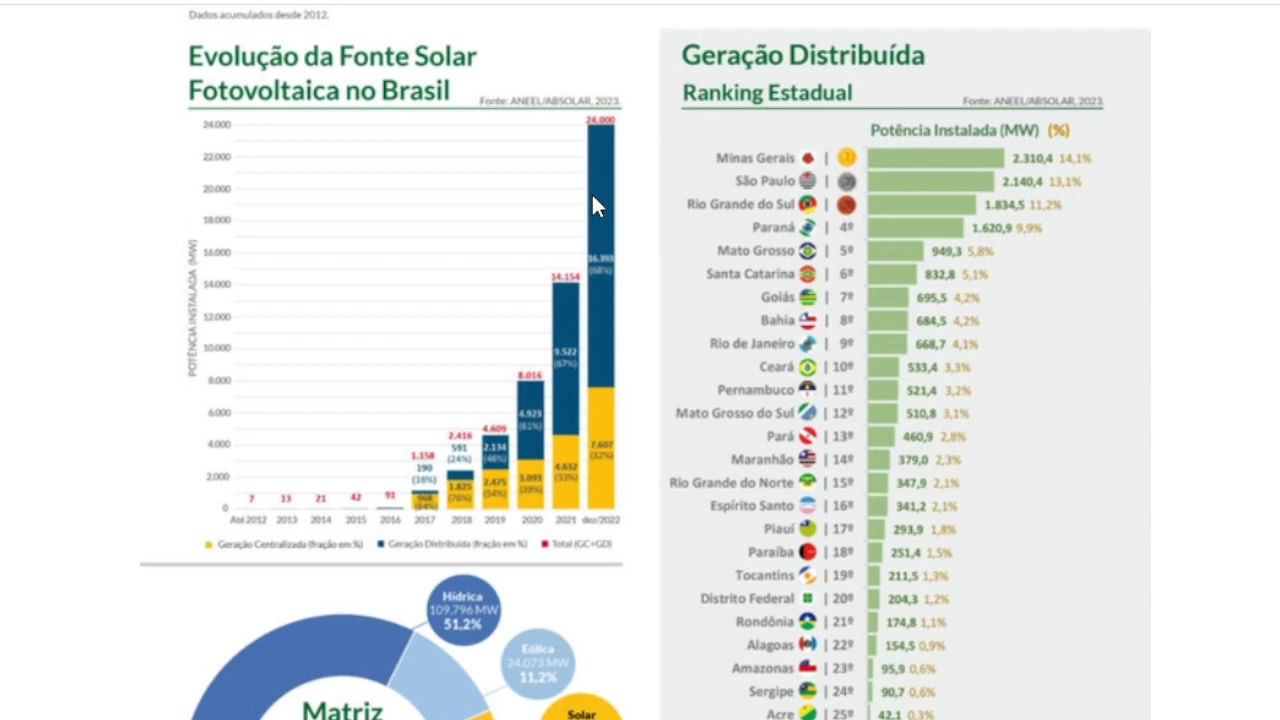 Dados acumulados desde 2012.
Evolução da Fonte Solar
Fotovoltaica no Brasil
Fonte: ANEEL/ABSOLAR, 2023.
POTÊNCIA INSTALADA (MW)
24.000
22.000
20.000
18.000
16.000
14.000
12.000
10.000
8.000
6.000
4.000
2.000
0
7
13
21
42
91
1.158
190
(16%)
968
(84%)
2.416
591
(24%)
1.825
(76%)
4.609
2.134
(46%)
2.475
(54%)
8.016
4.923
(61%)
3.093
(39%)
14.154
9.522
(67%)
4.632
(33%)
24.000
16.393
(68%)
7.607
(32%)
Até 2012 2013 2014 2015 2016 2017 2018 2019 2020 2021 dez/2022
Geração Centralizada (fração em %) Geração Distribuída (fração em %) Total (GC+GD)
Hídrica
109.796 MW
51,2%
Eólica
24.073 MW
11,2%
Solar
Matriz
Geração Distribuída
Ranking Estadual
Fonte: ANEEL/ABSOLAR, 2023.
Potência Instalada (MW) (%)
Minas Gerais | 2.310,4 14,1%
São Paulo | 2.140,4 13,1%
Rio Grande do Sul | 1.834,5 11,2%
Paraná | 4º 1.620,9 9,9%
Mato Grosso | 5º 949,3 5,8%
Santa Catarina | 6º 832,8 5,1%
Goiás | 7º 695,5 4,2%
Bahia | 8º 684,5 4,2%
Rio de Janeiro | 9º 668,7 4,1%
Ceará | 10º 533,4 3,3%
Pernambuco | 11º 521,4 3,2%
Mato Grosso do Sul | 12º 510,8 3,1%
Pará | 13º 460,9 2,8%
Maranhão | 14º 379,0 2,3%
Rio Grande do Norte | 15º 347,9 2,1%
Espírito Santo | 16º 341,2 2,1%
Piauí | 17º 293,9 1,8%
Paraíba | 18º 251,4 1,5%
Tocantins | 19º 211,5 1,3%
Distrito Federal | 20º 204,3 1,2%
Rondônia | 21º 174,8 1,1%
Alagoas | 22º 154,5 0,9%
Amazonas | 23º 95,9 0,6%
Sergipe | 24º 90,7 0,6%
Acre | 25º 42,1 0,3%